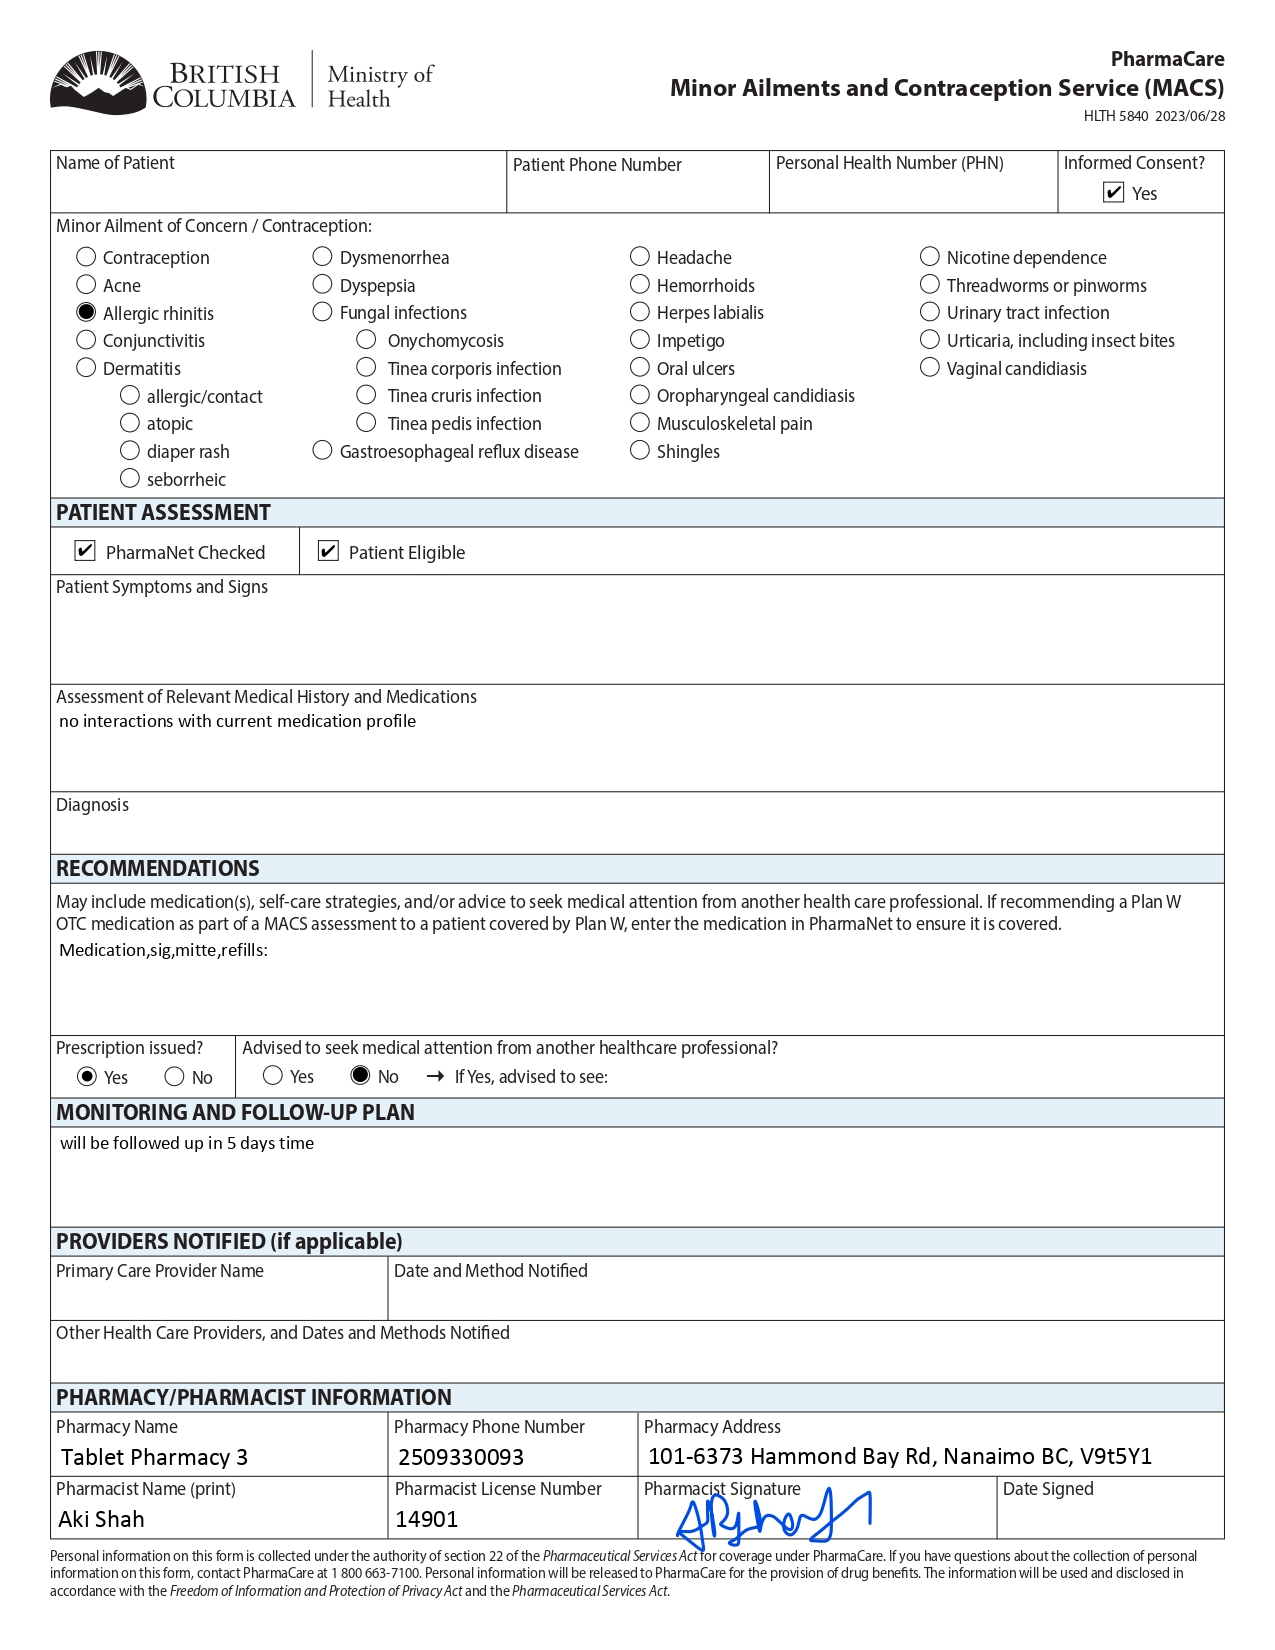 BRITISH COLUMBIA
Ministry of Health
PharmaCare
Minor Ailments and Contraception Service (MACS)
HLTH 5840 2023/06/28
Name of Patient
Patient Phone Number
Personal Health Number (PHN)
Informed Consent?
✔ Yes
Minor Ailment of Concern / Contraception:
Contraception
Acne
Allergic rhinitis
Conjunctivitis
Dermatitis
allergic/contact
atopic
diaper rash
seborrheic
Dysmenorrhea
Dyspepsia
Fungal infections
Onychomycosis
Tinea corporis infection
Tinea cruris infection
Tinea pedis infection
Gastroesophageal reflux disease
Headache
Hemorrhoids
Herpes labialis
Impetigo
Oral ulcers
Oropharyngeal candidiasis
Musculoskeletal pain
Shingles
Nicotine dependence
Threadworms or pinworms
Urinary tract infection
Urticaria, including insect bites
Vaginal candidiasis
PATIENT ASSESSMENT
✔ PharmaNet Checked
✔ Patient Eligible
Patient Symptoms and Signs
Assessment of Relevant Medical History and Medications
no interactions with current medication profile
Diagnosis
RECOMMENDATIONS
May include medication(s), self-care strategies, and/or advice to seek medical attention from another health care professional. If recommending a Plan W
OTC medication as part of a MACS assessment to a patient covered by Plan W, enter the medication in PharmaNet to ensure it is covered.
Medication,sig,mitte,refills:
Prescription issued?
Yes No
Advised to seek medical attention from another healthcare professional?
Yes No → If Yes, advised to see:
MONITORING AND FOLLOW-UP PLAN
will be followed up in 5 days time
PROVIDERS NOTIFIED (if applicable)
Primary Care Provider Name
Date and Method Notified
Other Health Care Providers, and Dates and Methods Notified
PHARMACY/PHARMACIST INFORMATION
Pharmacy Name
Tablet Pharmacy 3
Pharmacy Phone Number
2509330093
Pharmacy Address
101-6373 Hammond Bay Rd, Nanaimo BC, V9t5Y1
Pharmacist Name (print)
Aki Shah
Pharmacist License Number
14901
Pharmacist Signature
Date Signed
Personal information on this form is collected under the authority of section 22 of the Pharmaceutical Services Act for coverage under PharmaCare. If you have questions about the collection of personal
information on this form, contact PharmaCare at 1 800 663-7100. Personal information will be released to PharmaCare for the provision of drug benefits. The information will be used and disclosed in
accordance with the Freedom of Information and Protection of Privacy Act and the Pharmaceutical Services Act.